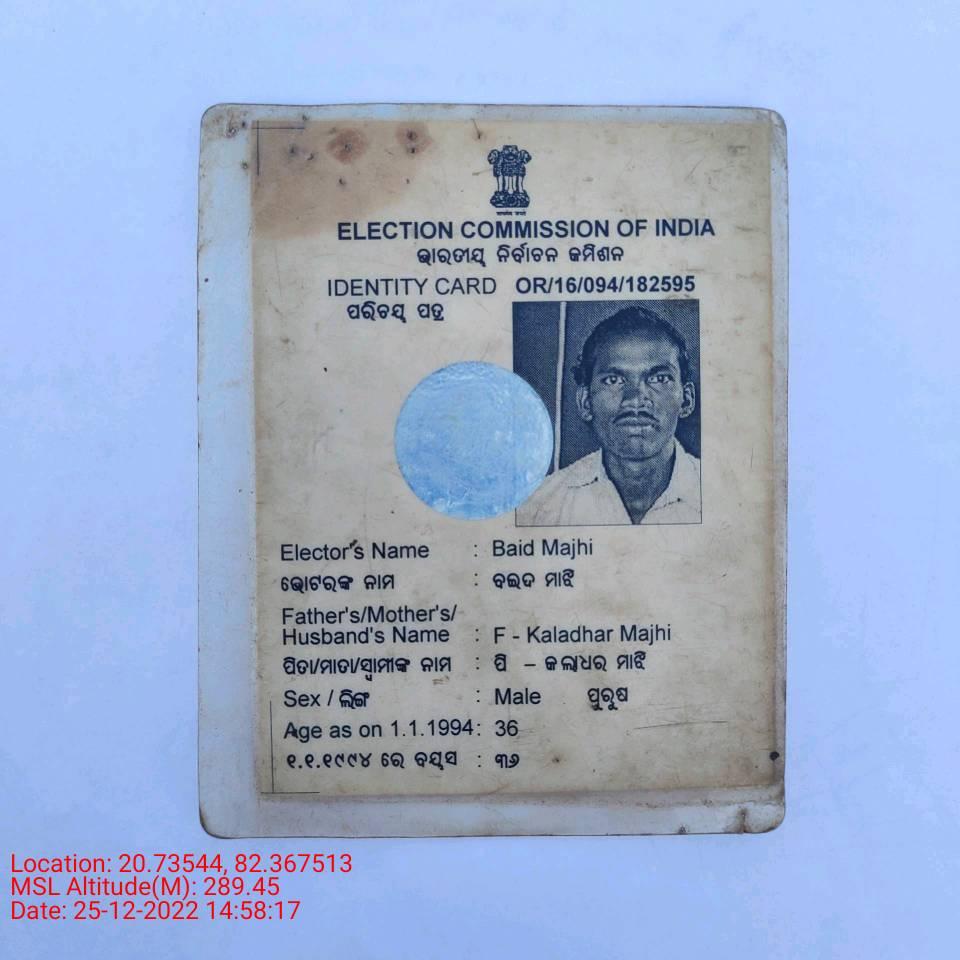 ELECTION COMMISSION OF INDIA
ଭାରତୀୟ ନିର୍ବାଚନ କମିଶନ
IDENTITY CARD OR/16/094/182595
ପରିଚୟ ପତ୍ର
Elector's Name : Baid Majhi
ଭୋଟରଙ୍କ ନାମ : ବଇଦ ମାଝି
Father's/Mother's/
Husband's Name : F - Kaladhar Majhi
ପିତା/ମାତା/ସ୍ୱାମୀଙ୍କ ନାମ : ପି – କଳାଧର ମାଝି
Sex / ଲିଙ୍ଗ : Male ପୁରୁଷ
Age as on 1.1.1994: 36
୧.୧.୧୯୯୪ ରେ ବୟସ : ୩୬
Location: 20.73544, 82.367513
MSL Altitude(M): 289.45
Date: 25-12-2022 14:58:17